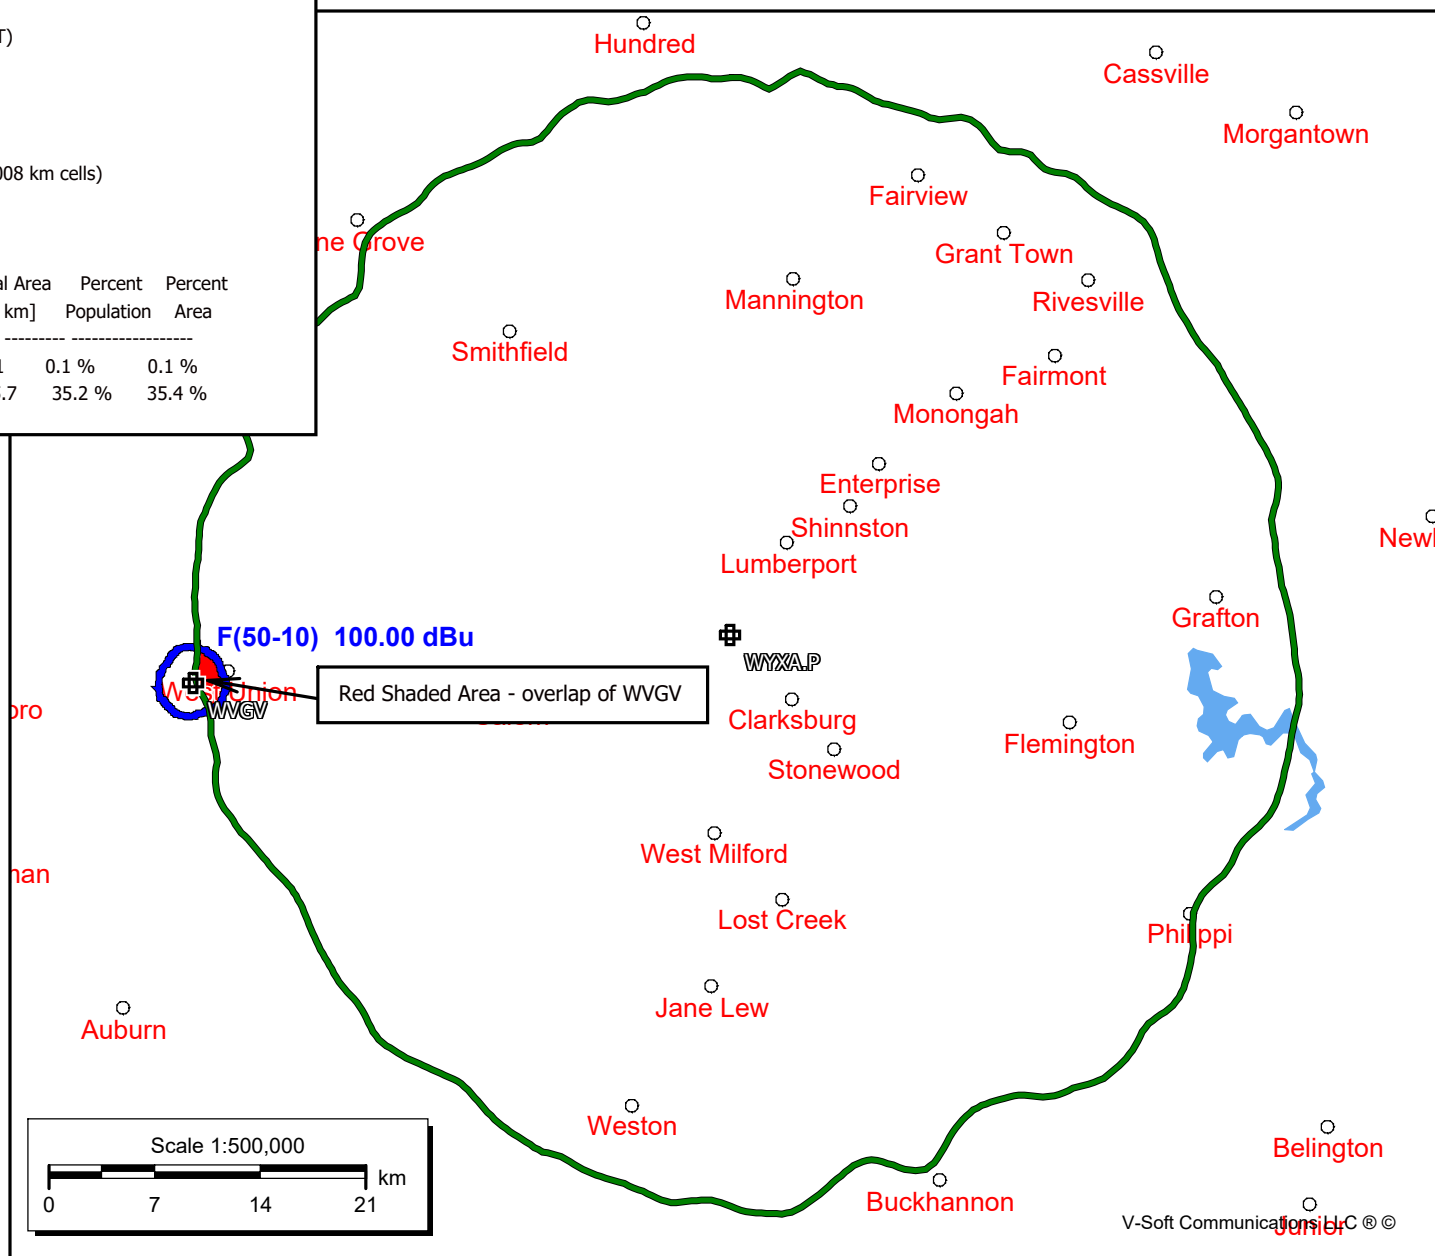 T)
008 km cells)
al Area Percent Percent
km] Population Area
--------- ------------------
1 0.1 % 0.1 %
5.7 35.2 % 35.4 %
Hundred
Cassville
Morgantown
Fairview
ne Grove
Grant Town
Mannington
Rivesville
Smithfield
Fairmont
Monongah
Enterprise
Shinnston
Lumberport
Grafton
F(50-10) 100.00 dBu
WYXA.P
West Union
Red Shaded Area - overlap of WVGV
WVGV
oro
Clarksburg
Flemington
Stonewood
West Milford
nan
Lost Creek
Philippi
Jane Lew
Auburn
Weston
Belington
Buckhannon
Junior
Scale 1:500,000
km
0 7 14 21
V-Soft Communications LLC ® ©